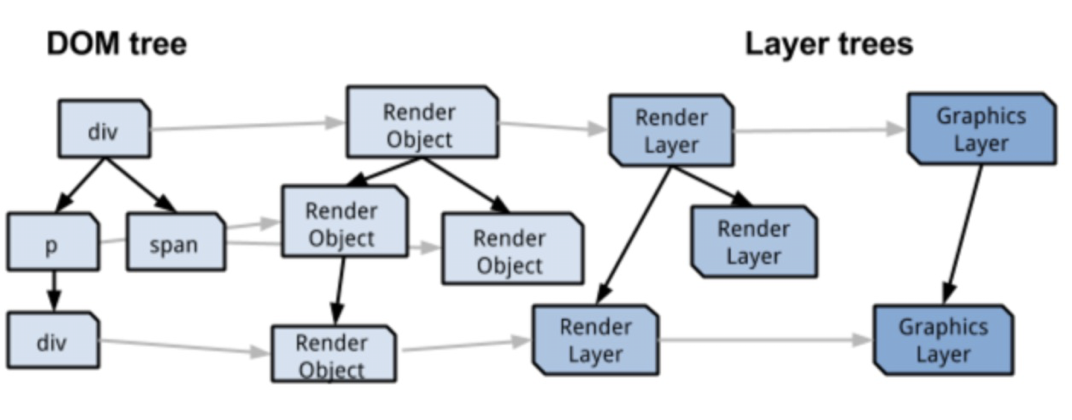 DOM tree
Layer trees
div
Render
Object
Render
Layer
Graphics
Layer
p
span
Render
Object
Render
Object
Render
Layer
div
Render
Object
Render
Layer
Graphics
Layer